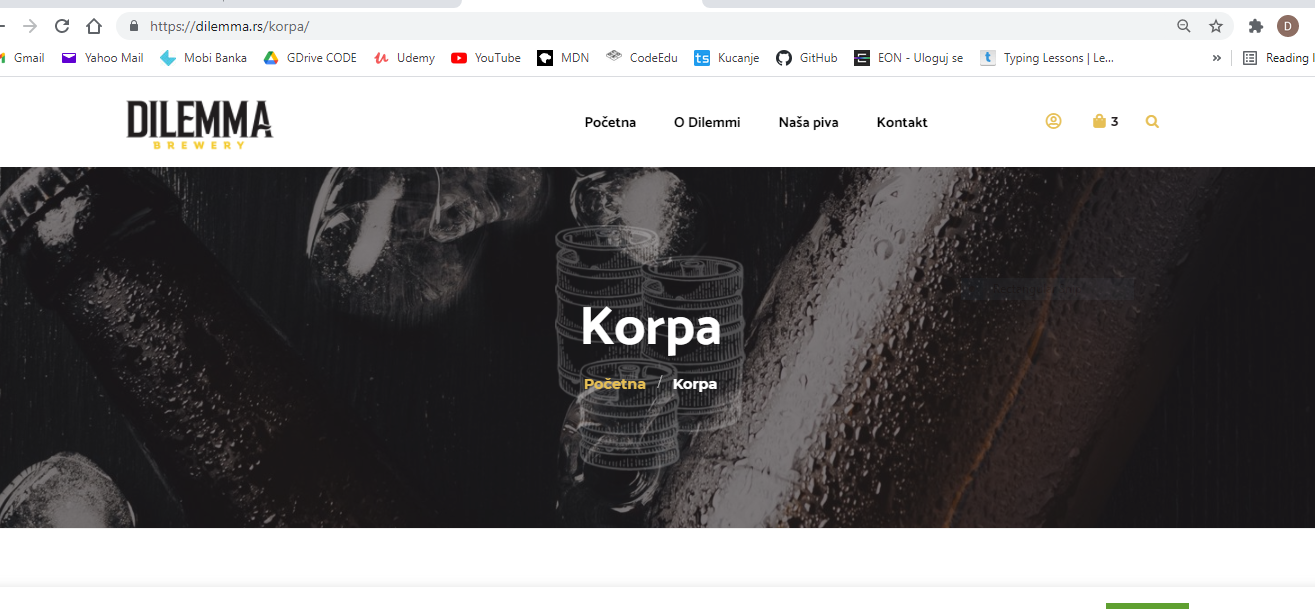 https://dilemma.rs/korpa/
D
Gmail Yahoo Mail Mobi Banka GDrive CODE Udemy YouTube MDN CodeEdu ts Kucanje GitHub EON - Uloguj se t Typing Lessons | Le... » Reading
DILEMMA
BREWERY
Početna O Dilemmi Naša piva Kontakt 3
Korpa
Početna / Korpa